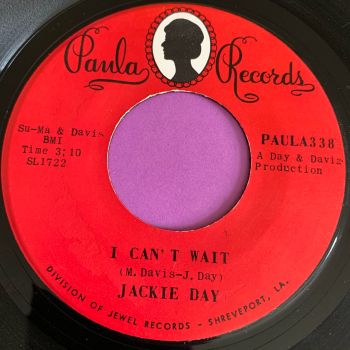 Paula Records
Su-Ma & Davis
BMI
Time 3;10
SL1722
PAULA338
A Day & Davis
Production
I CAN'T WAIT
(M. Davis-J. Day)
JACKIE DAY
DIVISION OF JEWEL RECORDS - SHREVEPORT, LA.